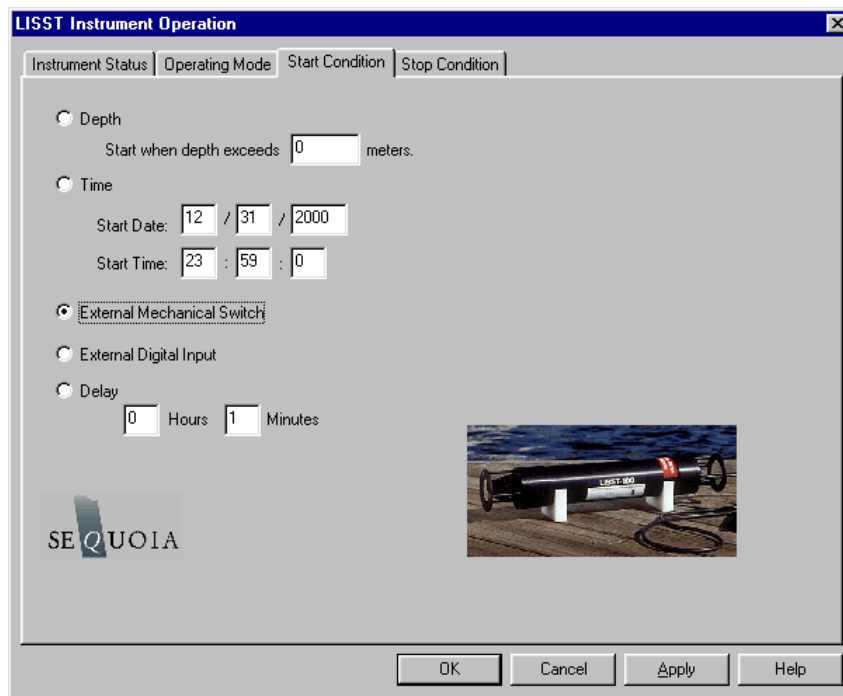 LISST Instrument Operation
Instrument Status Operating Mode Start Condition Stop Condition
Depth
Start when depth exceeds 0 meters.
Time
Start Date: 12 / 31 / 2000
Start Time: 23 : 59 : 0
External Mechanical Switch
External Digital Input
Delay
0 Hours 1 Minutes
LISST-100
SEQUOIA
OK Cancel Apply Help